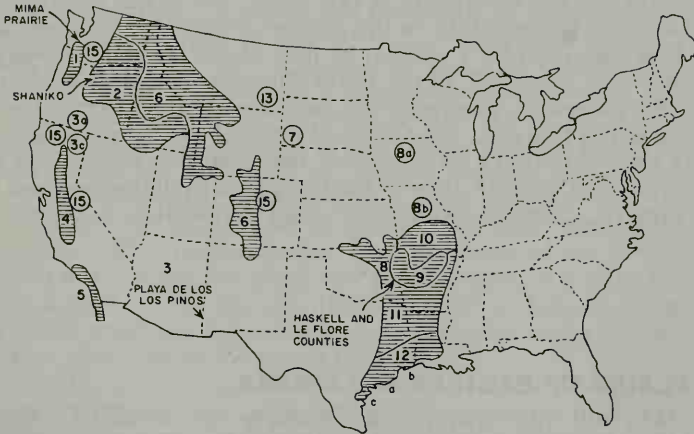 MIMA
PRAIRIE
1
15
SHANIKO
2
6
13
3a
15
3c
7
8a
4
15
6
15
8b
10
3
8
9
5
PLAYA DE LOS
LOS PINOS
HASKELL AND
LE FLORE
COUNTIES
11
12
b
a
c